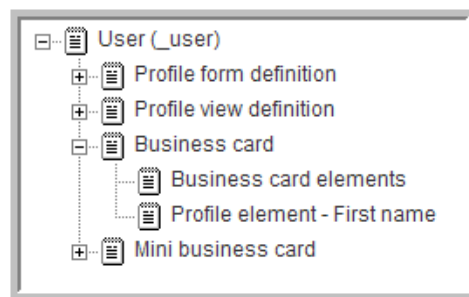 User (_user)
Profile form definition
Profile view definition
Business card
Business card elements
Profile element - First name
Mini business card